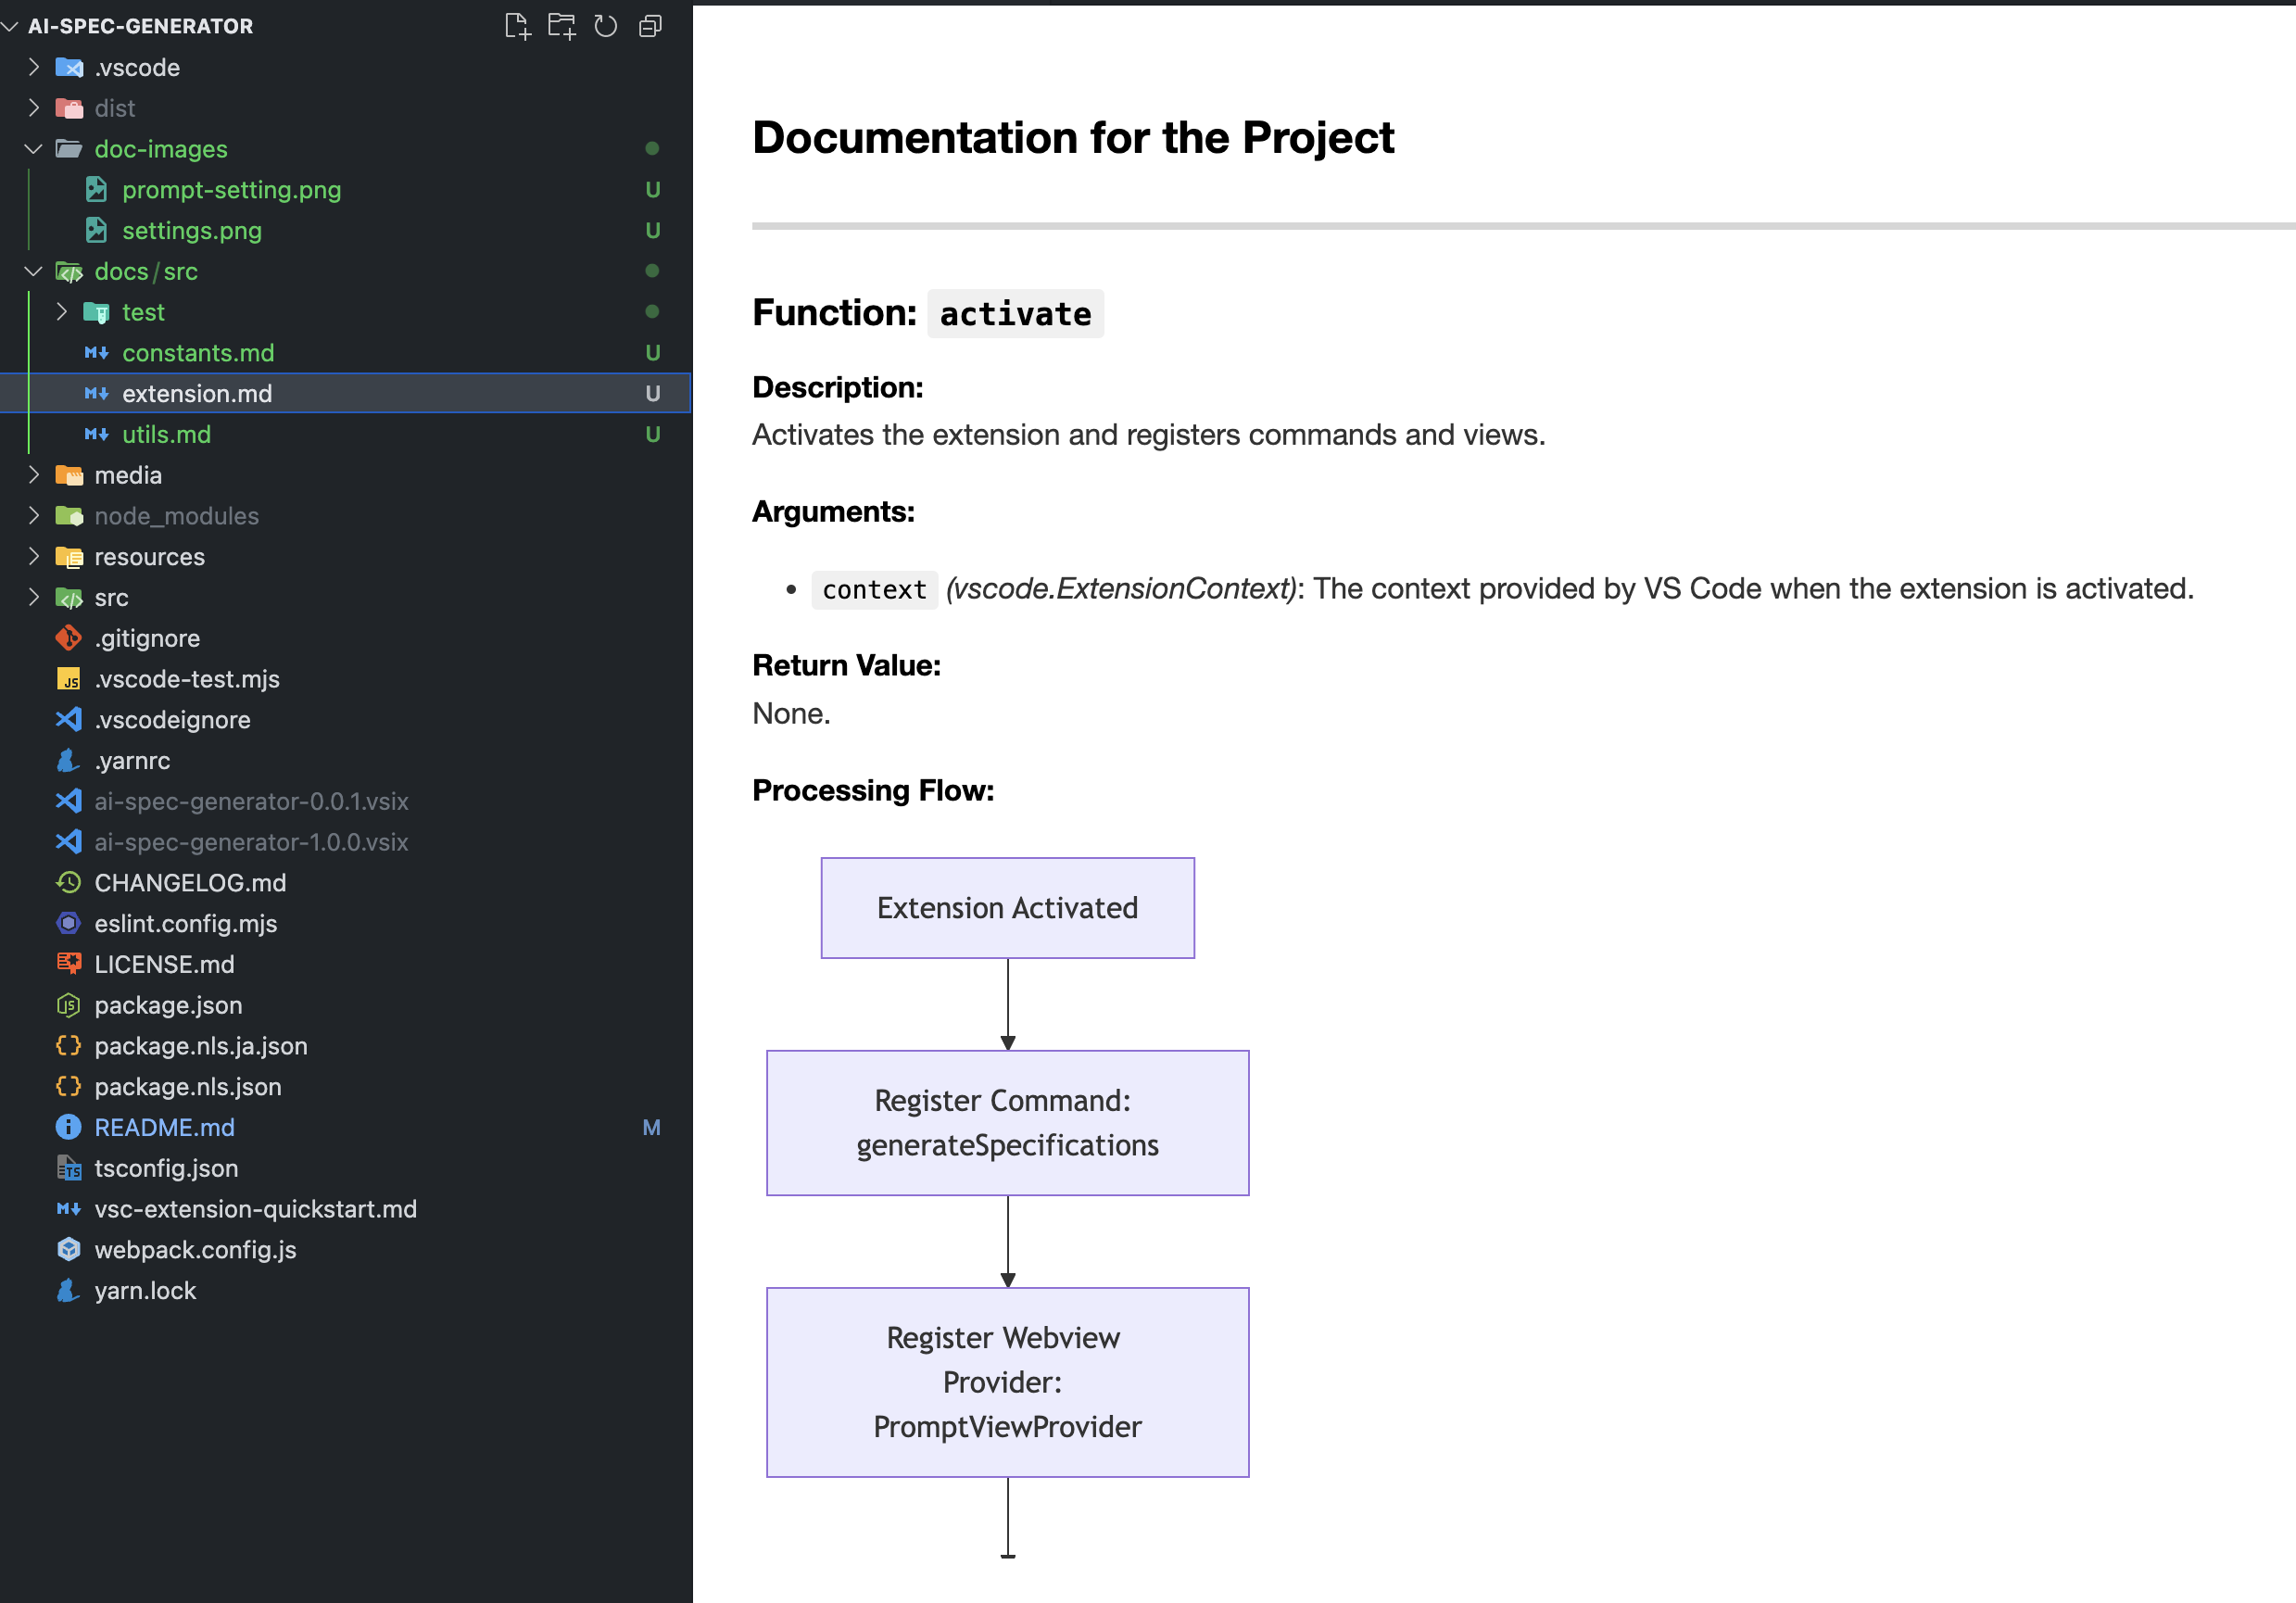 AI-SPEC-GENERATOR
.vscode
dist
doc-images
prompt-setting.png U
settings.png U
docs/src
test
constants.md U
extension.md U
utils.md U
media
node_modules
resources
src
.gitignore
.vscode-test.mjs
.vscodeignore
.yarnrc
ai-spec-generator-0.0.1.vsix
ai-spec-generator-1.0.0.vsix
CHANGELOG.md
eslint.config.mjs
LICENSE.md
package.json
package.nls.ja.json
package.nls.json
README.md M
tsconfig.json
vsc-extension-quickstart.md
webpack.config.js
yarn.lock
Documentation for the Project
Function: activate
Description:
Activates the extension and registers commands and views.
Arguments:
• context (vscode.ExtensionContext): The context provided by VS Code when the extension is activated.
Return Value:
None.
Processing Flow:
Extension Activated
Register Command:
generateSpecifications
Register Webview
Provider:
PromptViewProvider